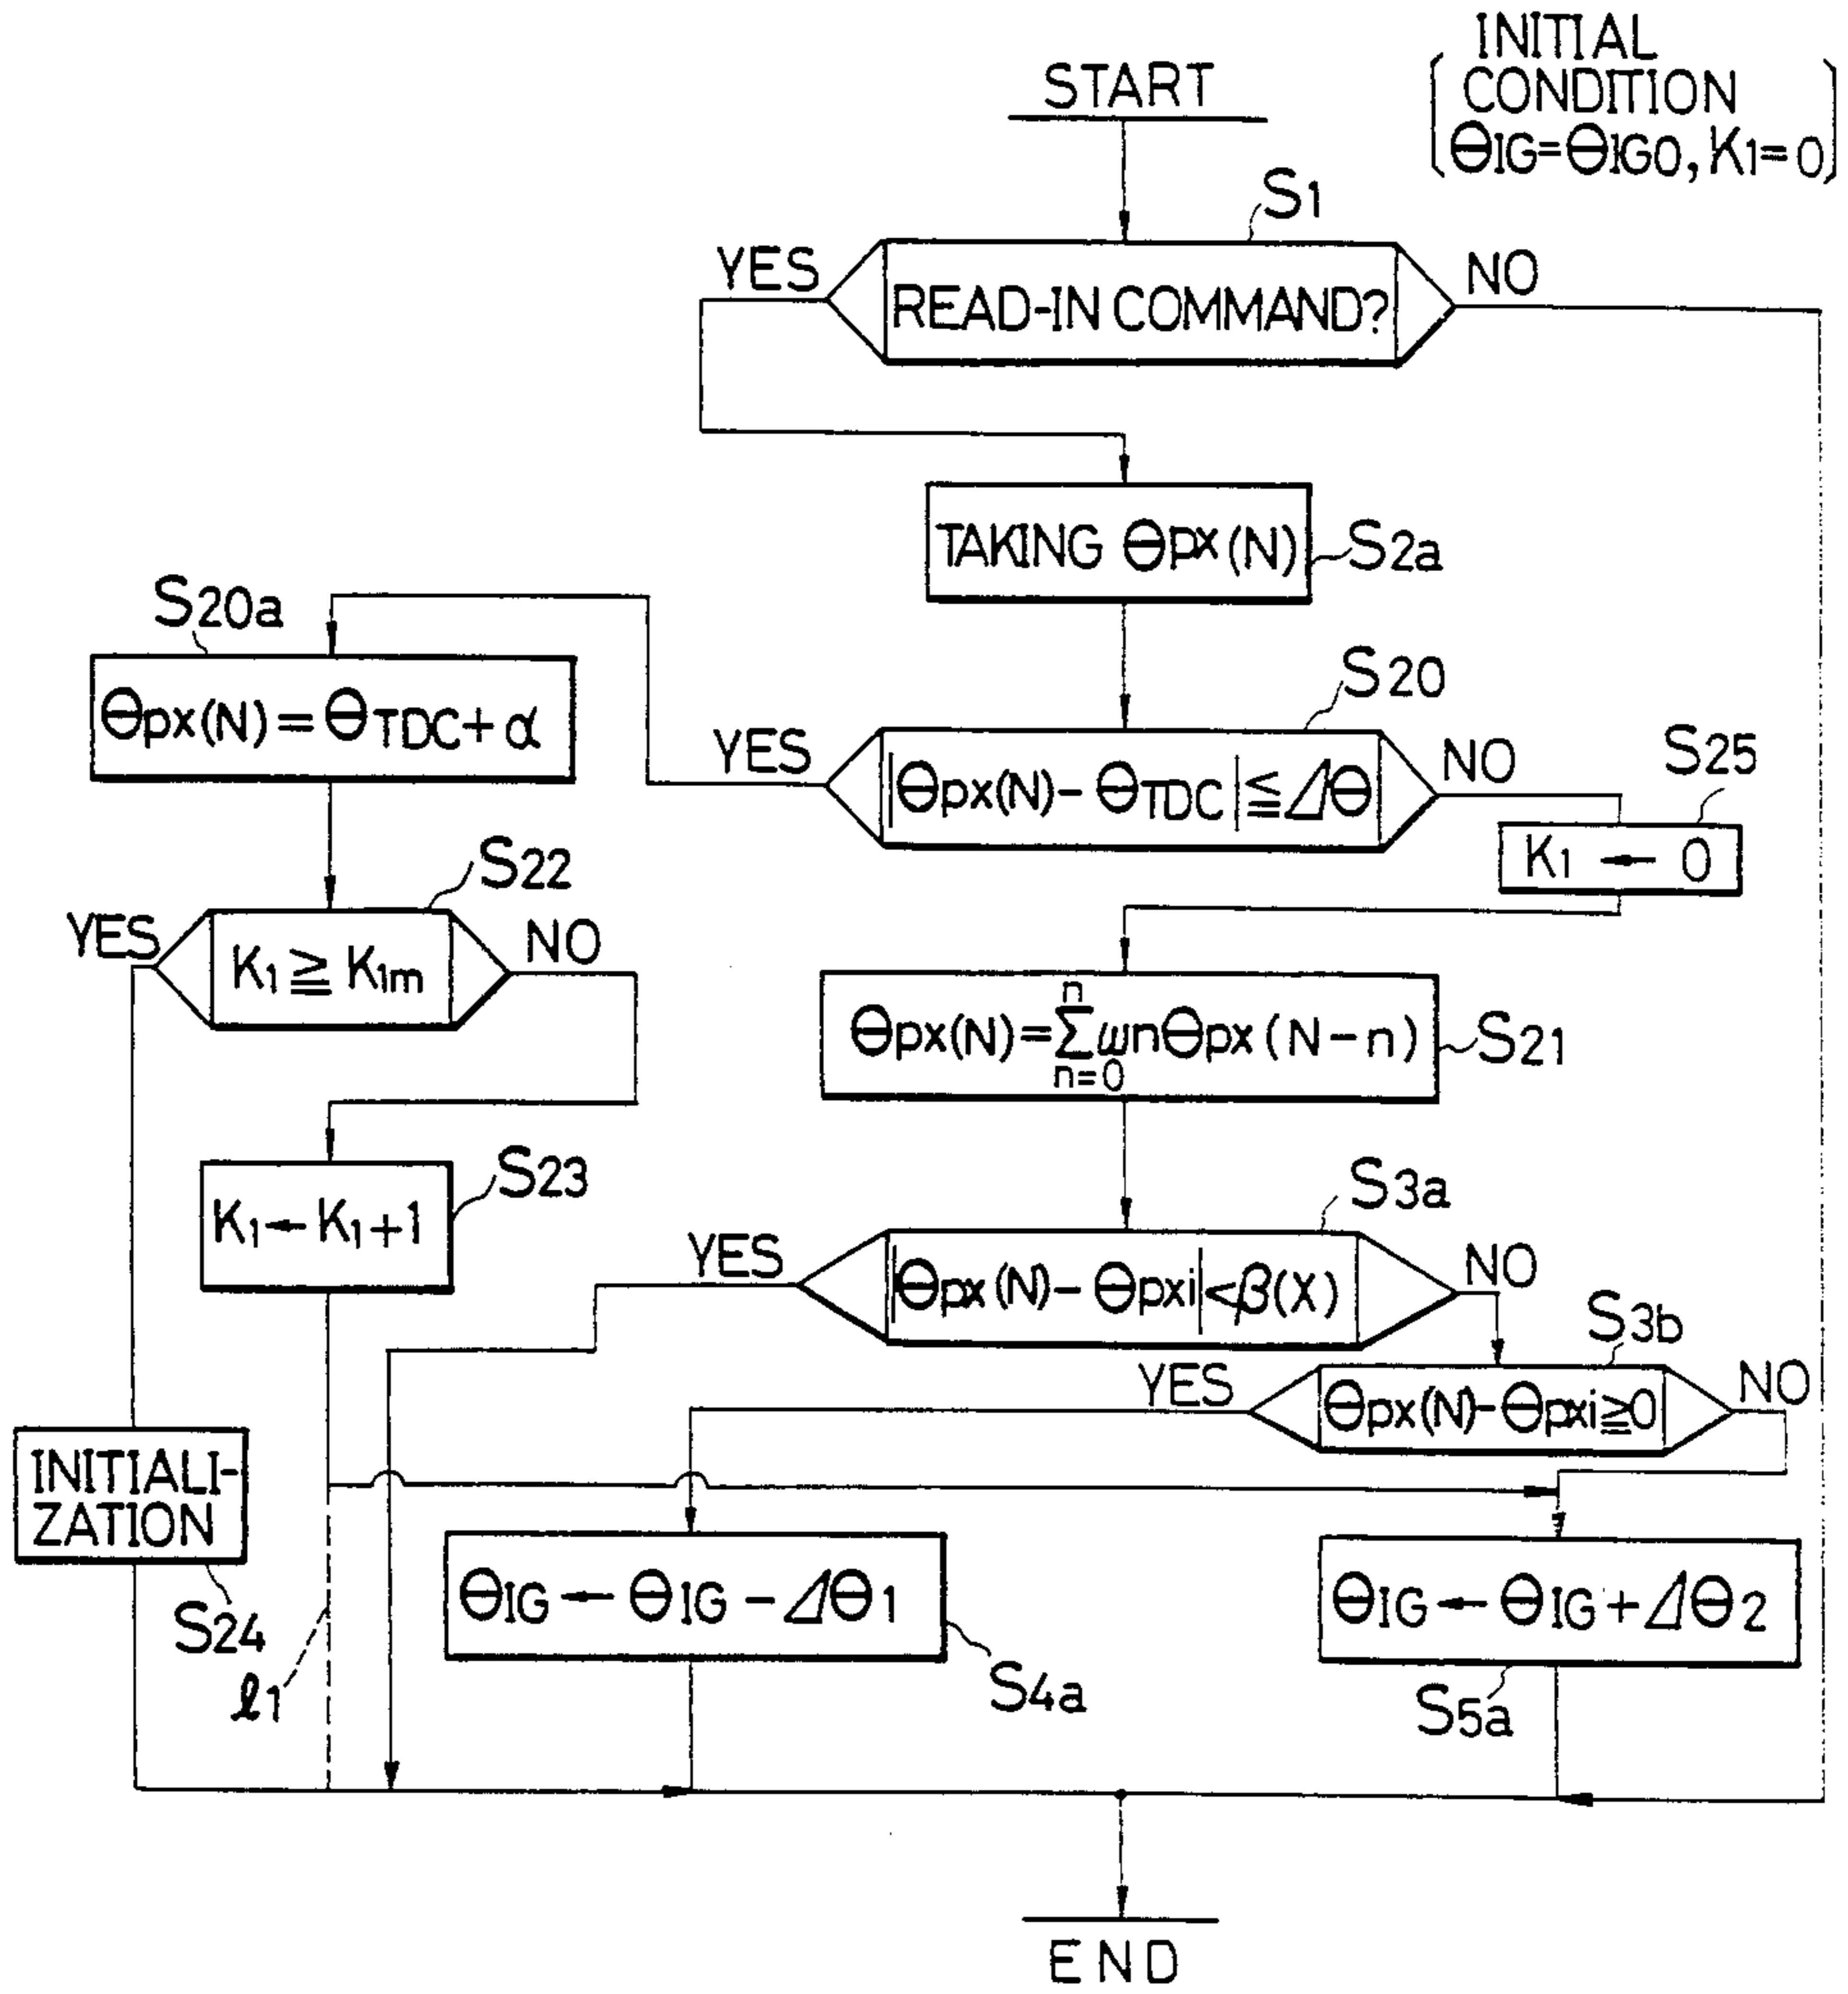 INITIAL
CONDITION
ΘIG=ΘIG0, K1=0
START
S1
YES
NO
READ-IN COMMAND?
TAKING Θpx(N)
S2a
S20a
Θpx(N)=ΘTDC+α
S20
YES
NO
|Θpx(N)-ΘTDC|≦ΔΘ
S25
K1 ← 0
S22
YES
NO
K1 ≧ K1m
Θpx(N)=Σ n n=0 ωnΘpx(N-n)
S21
S23
K1←K1+1
S3a
YES
NO
|Θpx(N)-Θpxi|<β(X)
S3b
YES
NO
Θpx(N)-Θpxi≧0
INITIALI-
ZATION
S24
ℓ1
ΘIG ← ΘIG - ΔΘ1
S4a
ΘIG ← ΘIG + ΔΘ2
S5a
END